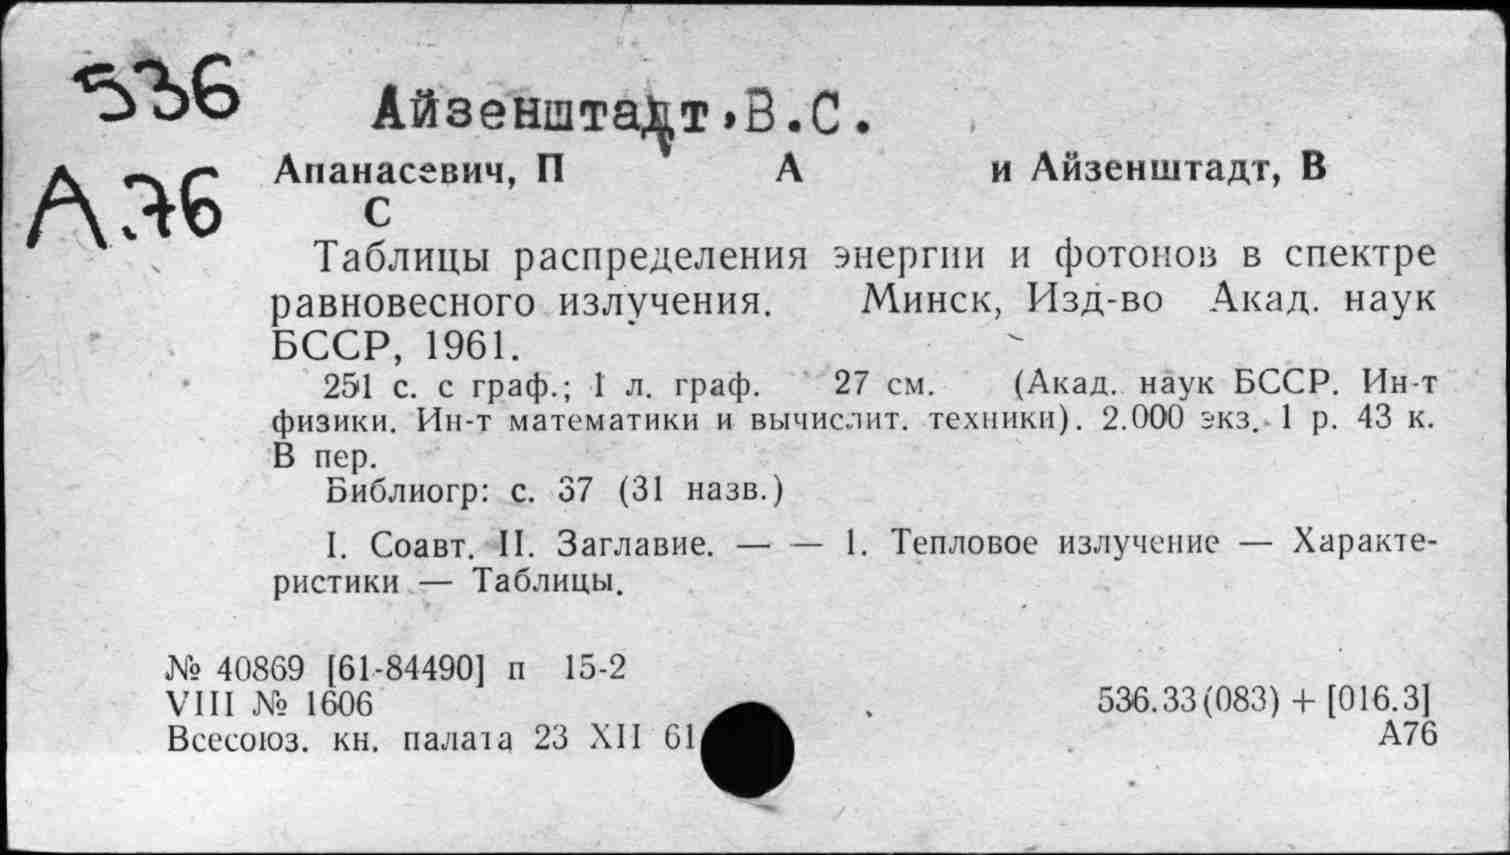 536
Айзенштадт, В.С.
А.76
Апанасевич, П А и Айзенштадт, В
С
Таблицы распределения энергии и фотонов в спектре
равновесного излучения. Минск, Изд-во Акад. наук
БССР, 1961.
251 с. с граф.; 1 л. граф. 27 см. (Акад. наук БССР. Ин-т
физики. Ин-т математики и вычислит. техники). 2.000 экз. 1 р. 43 к.
В пер.
Библиогр: с. 37 (31 назв.)
I. Соавт. II. Заглавие. — — 1. Тепловое излучение — Характе-
ристики — Таблицы.
№ 40869 [61-84490] п 15-2
VIII № 1606
536.33(083) + [016.3]
Всесоюз. кн. палата 23 XII 61
А76